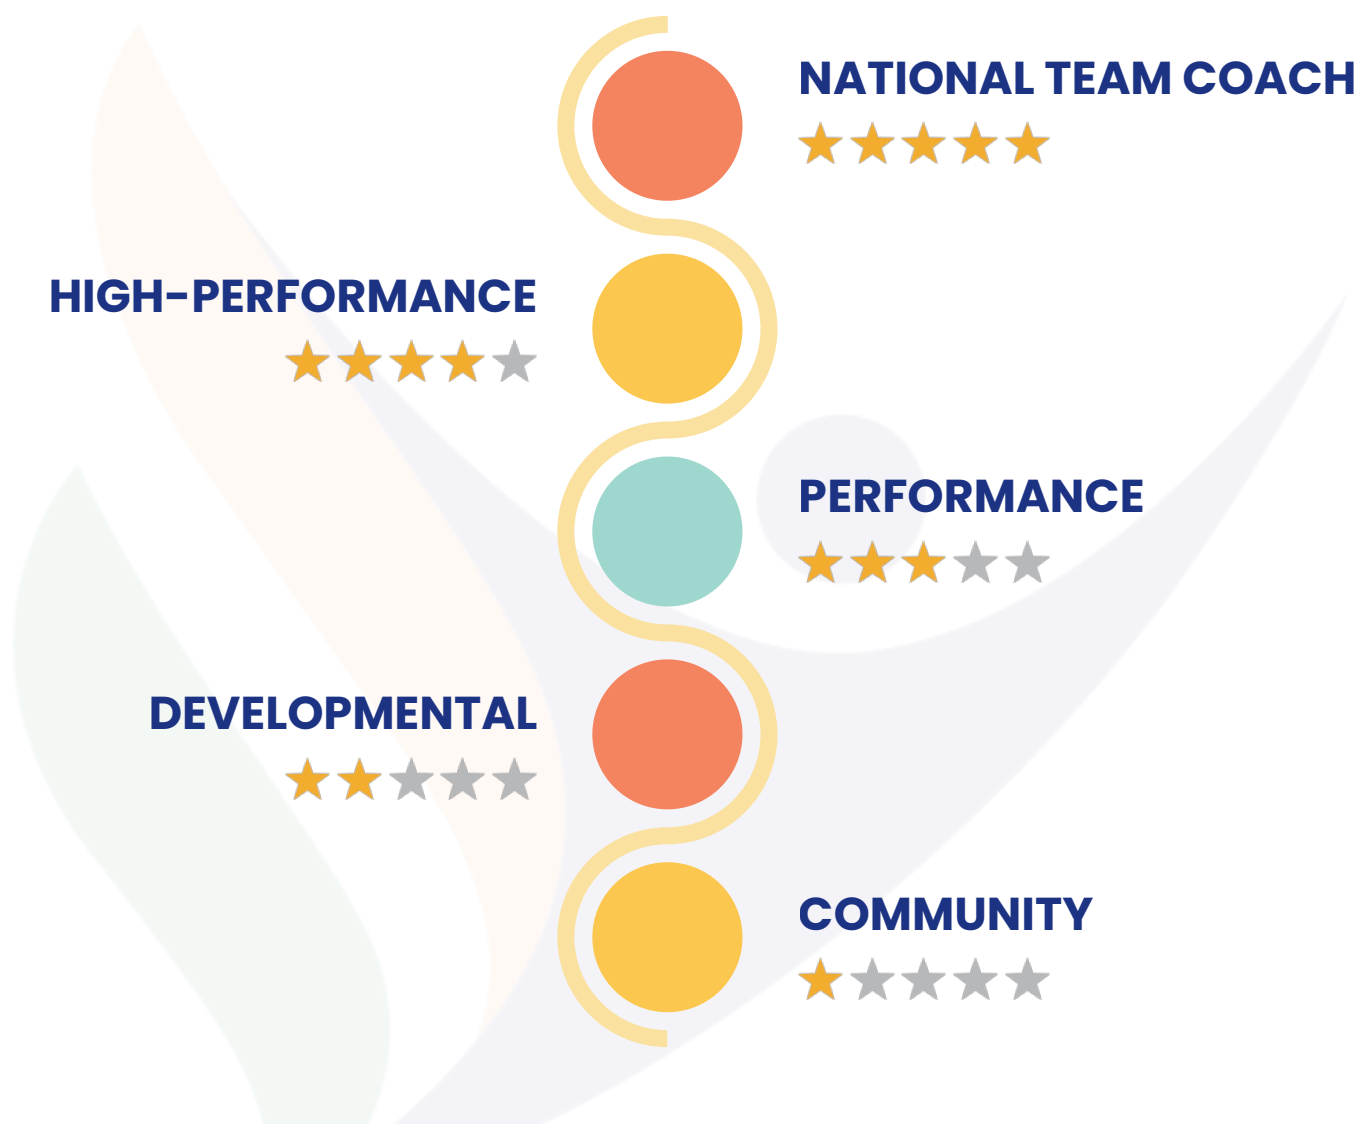 NATIONAL TEAM COACH
HIGH-PERFORMANCE
PERFORMANCE
DEVELOPMENTAL
COMMUNITY